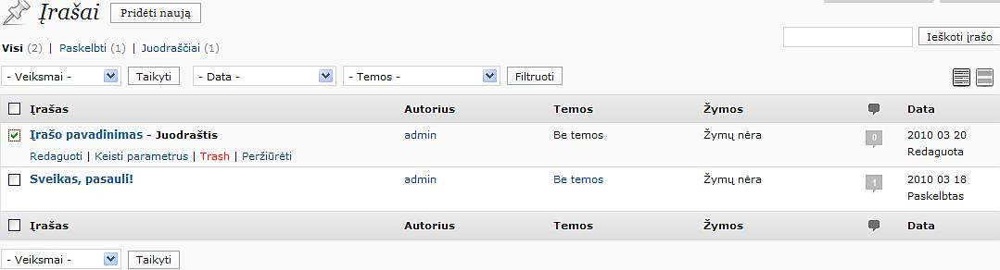 Įrašai Pridėti naują
Ieškoti įrašo
Visi (2) | Paskelbti (1) | Juodraščiai (1)
- Veiksmai - Taikyti - Data - - Temos - Filtruoti
Įrašas Autorius Temos Žymos Data
Įrašo pavadinimas - Juodraštis admin Be temos Žymų nėra 0 2010 03 20
Redaguoti | Keisti parametrus | Trash | Peržiūrėti Redaguota
Sveikas, pasauli! admin Be temos Žymų nėra 1 2010 03 18
Paskelbtas
Įrašas Autorius Temos Žymos Data
- Veiksmai - Taikyti